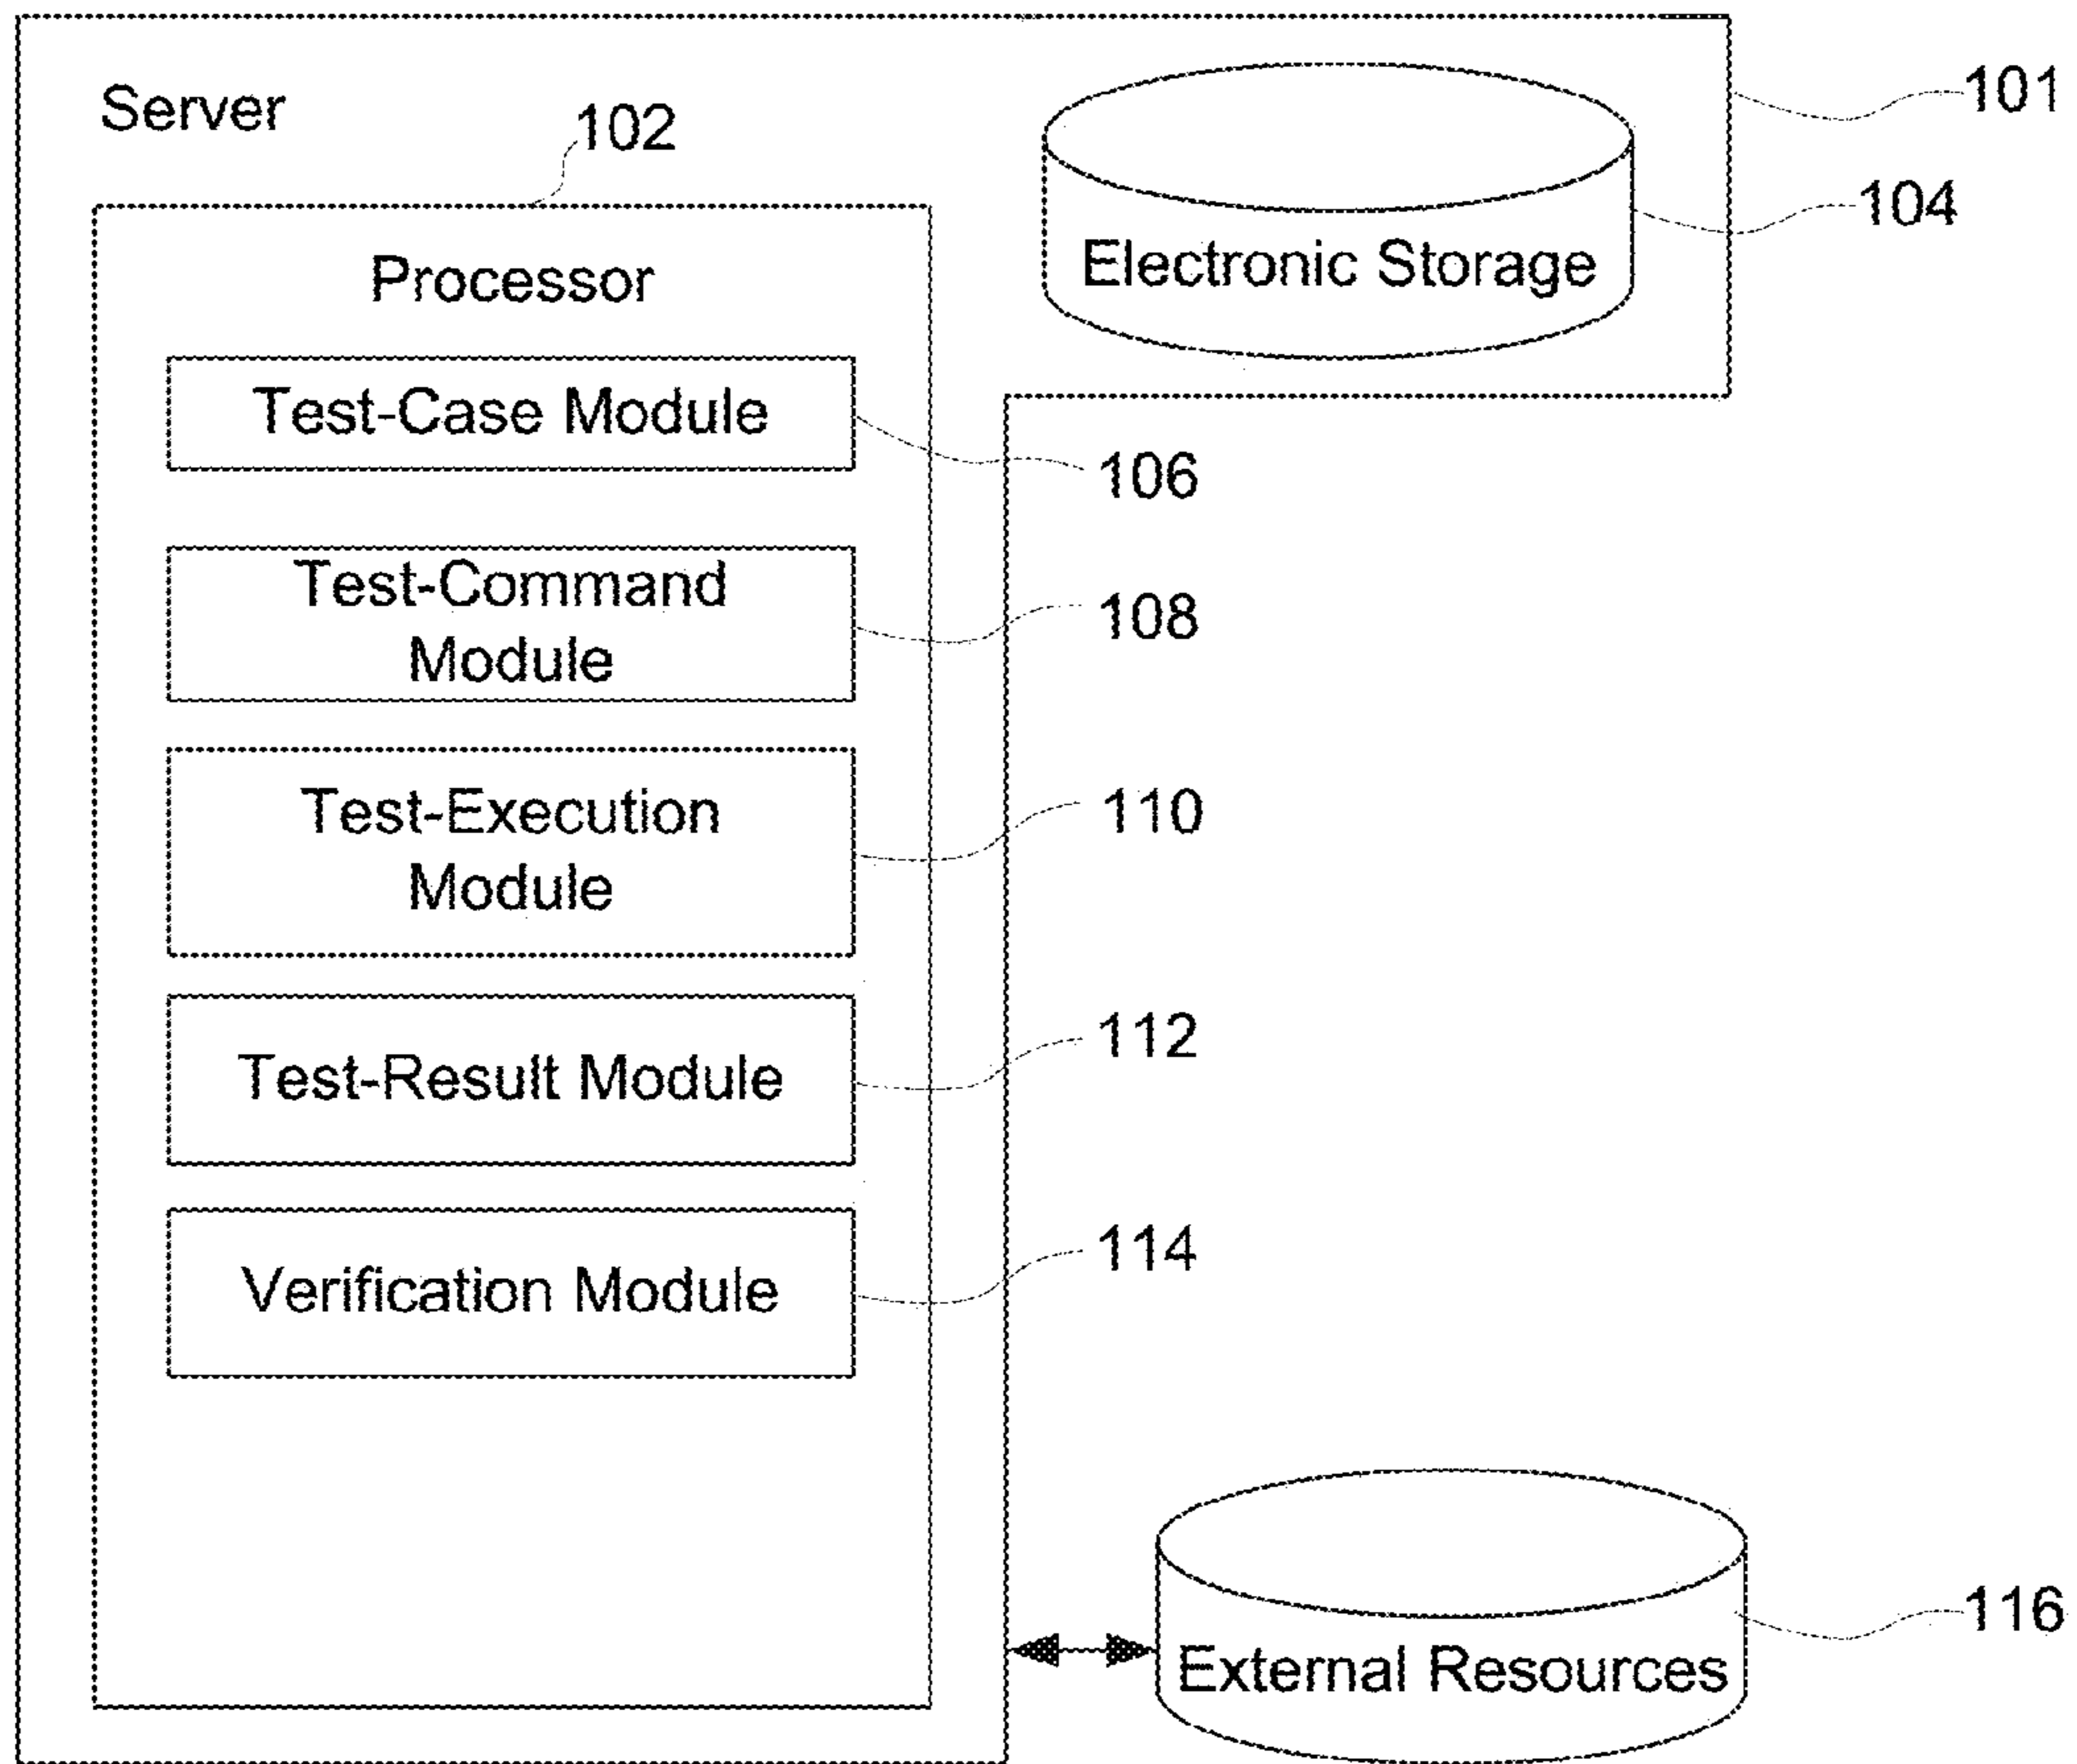 Server
101
102
104
Electronic Storage
Processor
Test-Case Module
106
Test-Command
Module
108
Test-Execution
Module
110
Test-Result Module
112
Verification Module
114
External Resources
116